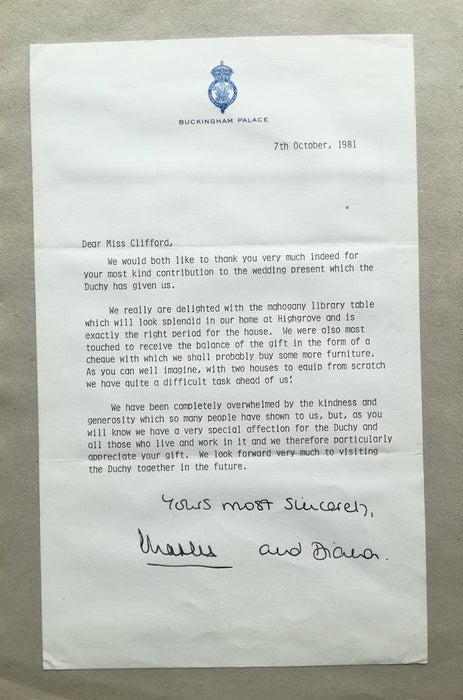 BUCKINGHAM PALACE
7th October, 1981
Dear Miss Clifford,
We would both like to thank you very much indeed for
your most kind contribution to the wedding present which the
Duchy has given us.
We really are delighted with the mahogany library table
which will look splendid in our home at Highgrove and is
exactly the right period for the house. We were also most
touched to receive the balance of the gift in the form of a
cheque with which we shall probably buy some more furniture.
As you can well imagine, with two houses to equip from scratch
we have quite a difficult task ahead of us!
We have been completely overwhelmed by the kindness and
generosity which so many people have shown to us, but, as you
will know we have a very special affection for the Duchy and
all those who live and work in it and we therefore particularly
appreciate your gift. We look forward very much to visiting
the Duchy together in the future.
Yours most sincerely,
Charles and Diana.